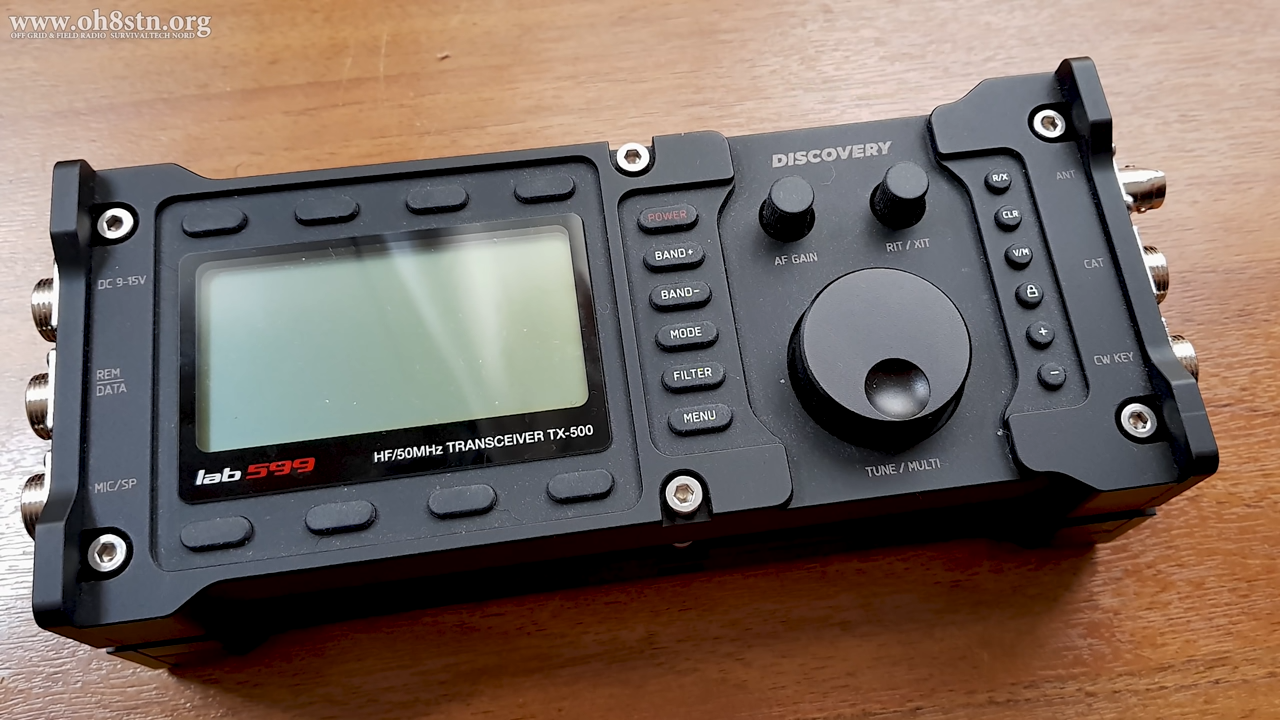 www.oh8stn.org
OFF GRID & FIELD RADIO SURVIVALTECH NORD
DISCOVERY
POWER
BAND+
BAND-
MODE
FILTER
MENU
AF GAIN
RIT / XIT
TUNE / MULTI
R/X
CLR
V/M
+
-
ANT
CAT
CW KEY
DC 9-15V
REM
DATA
MIC/SP
lab 599
HF/50MHz TRANSCEIVER TX-500